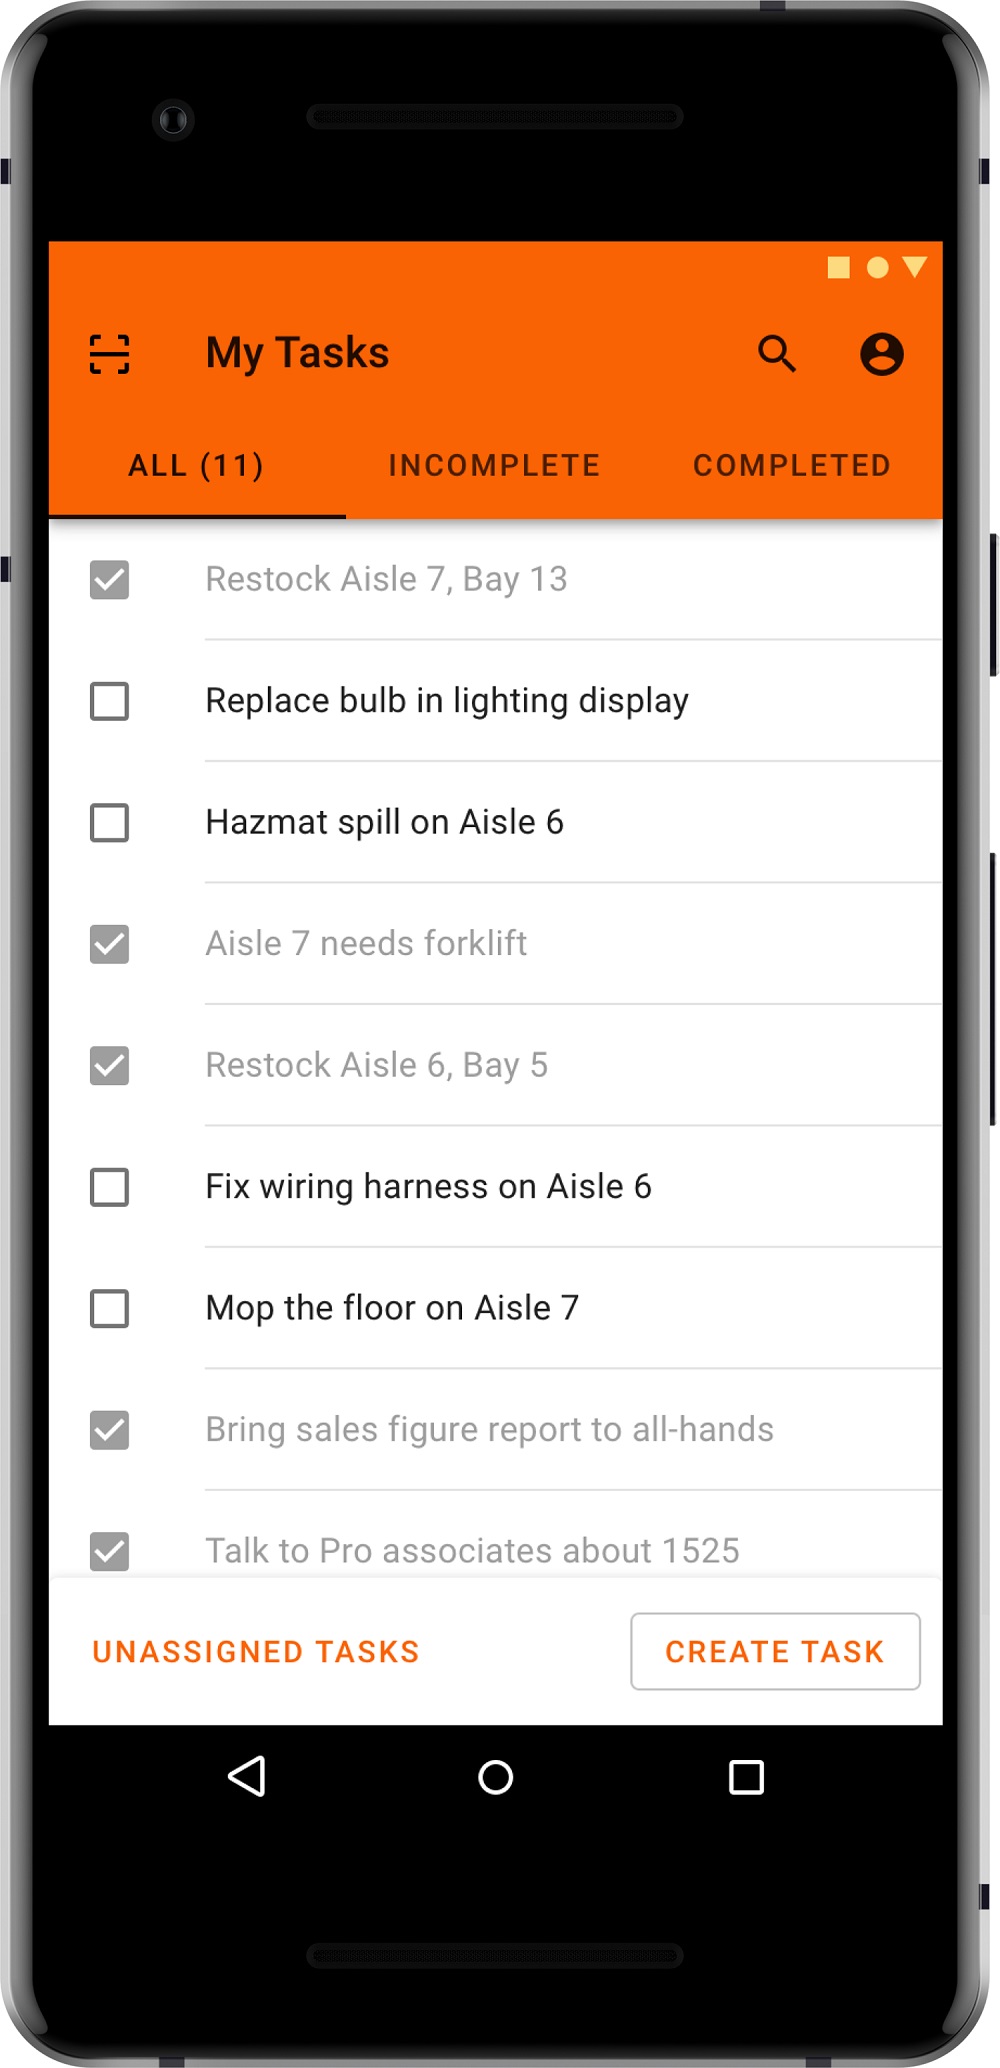 My Tasks
ALL (11) INCOMPLETE COMPLETED
Restock Aisle 7, Bay 13
Replace bulb in lighting display
Hazmat spill on Aisle 6
Aisle 7 needs forklift
Restock Aisle 6, Bay 5
Fix wiring harness on Aisle 6
Mop the floor on Aisle 7
Bring sales figure report to all-hands
Talk to Pro associates about 1525
UNASSIGNED TASKS CREATE TASK